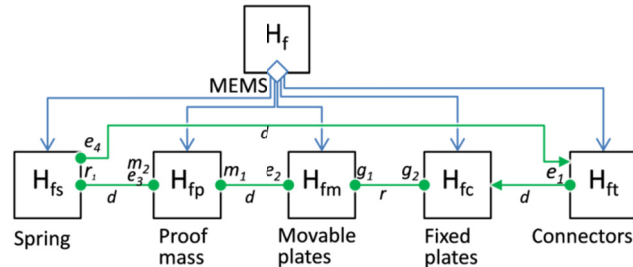 H_f
MEMS
d
e_4
H_fs
r_1
d
m_2
e_3
H_fp
m_1
d
e_2
H_fm
g_1
r
g_2
H_fc
d
e_1
H_ft
Spring
Proof
mass
Movable
plates
Fixed
plates
Connectors